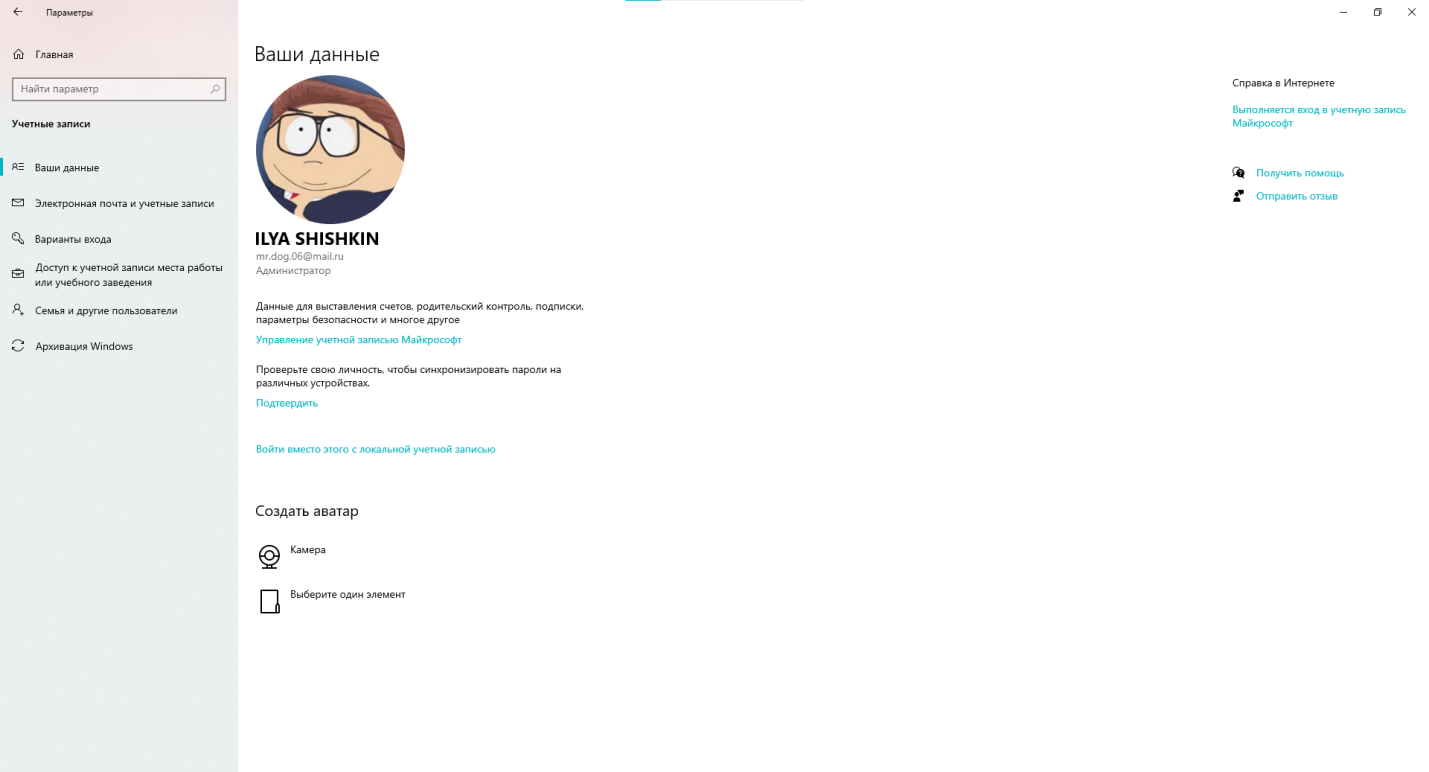 Параметры
Главная
Найти параметр
Учетные записи
Ваши данные
Электронная почта и учетные записи
Варианты входа
Доступ к учетной записи места работы
или учебного заведения
Семья и другие пользователи
Архивация Windows
Ваши данные
ILYA SHISHKIN
mr.dog.06@mail.ru
Администратор
Данные для выставления счетов, родительский контроль, подписки,
параметры безопасности и многое другое
Управление учетной записью Майкрософт
Проверьте свою личность, чтобы синхронизировать пароли на
различных устройствах.
Подтвердить
Войти вместо этого с локальной учетной записью
Создать аватар
Камера
Выберите один элемент
Справка в Интернете
Выполняется вход в учетную запись
Майкрософт
Получить помощь
Отправить отзыв